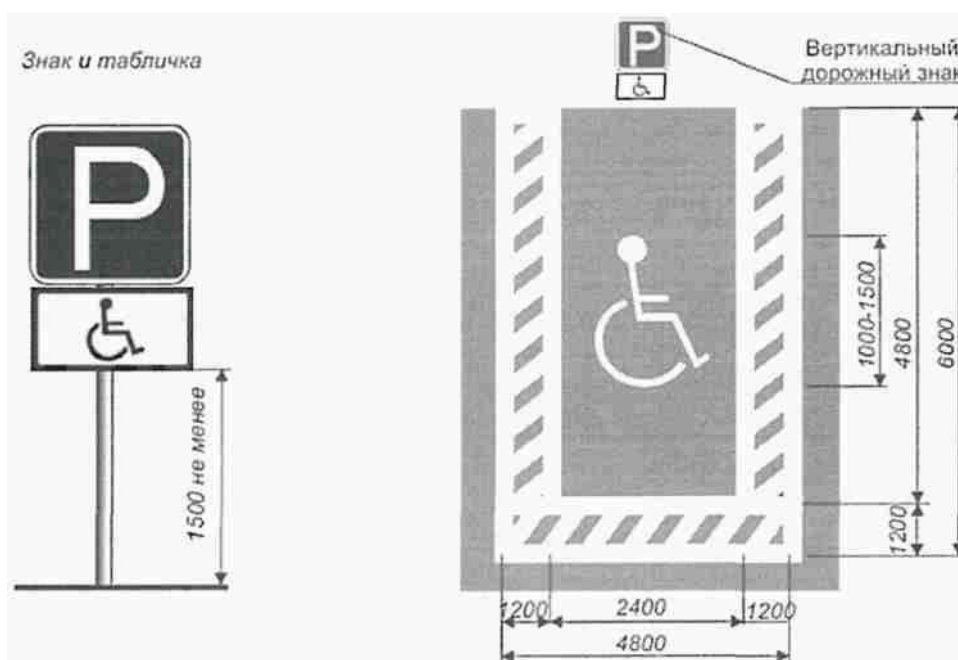 Знак и табличка
P
1500 не менее
P
Вертикальный
дорожный знак
1000-1500
4800
6000
1200
1200
2400
1200
4800